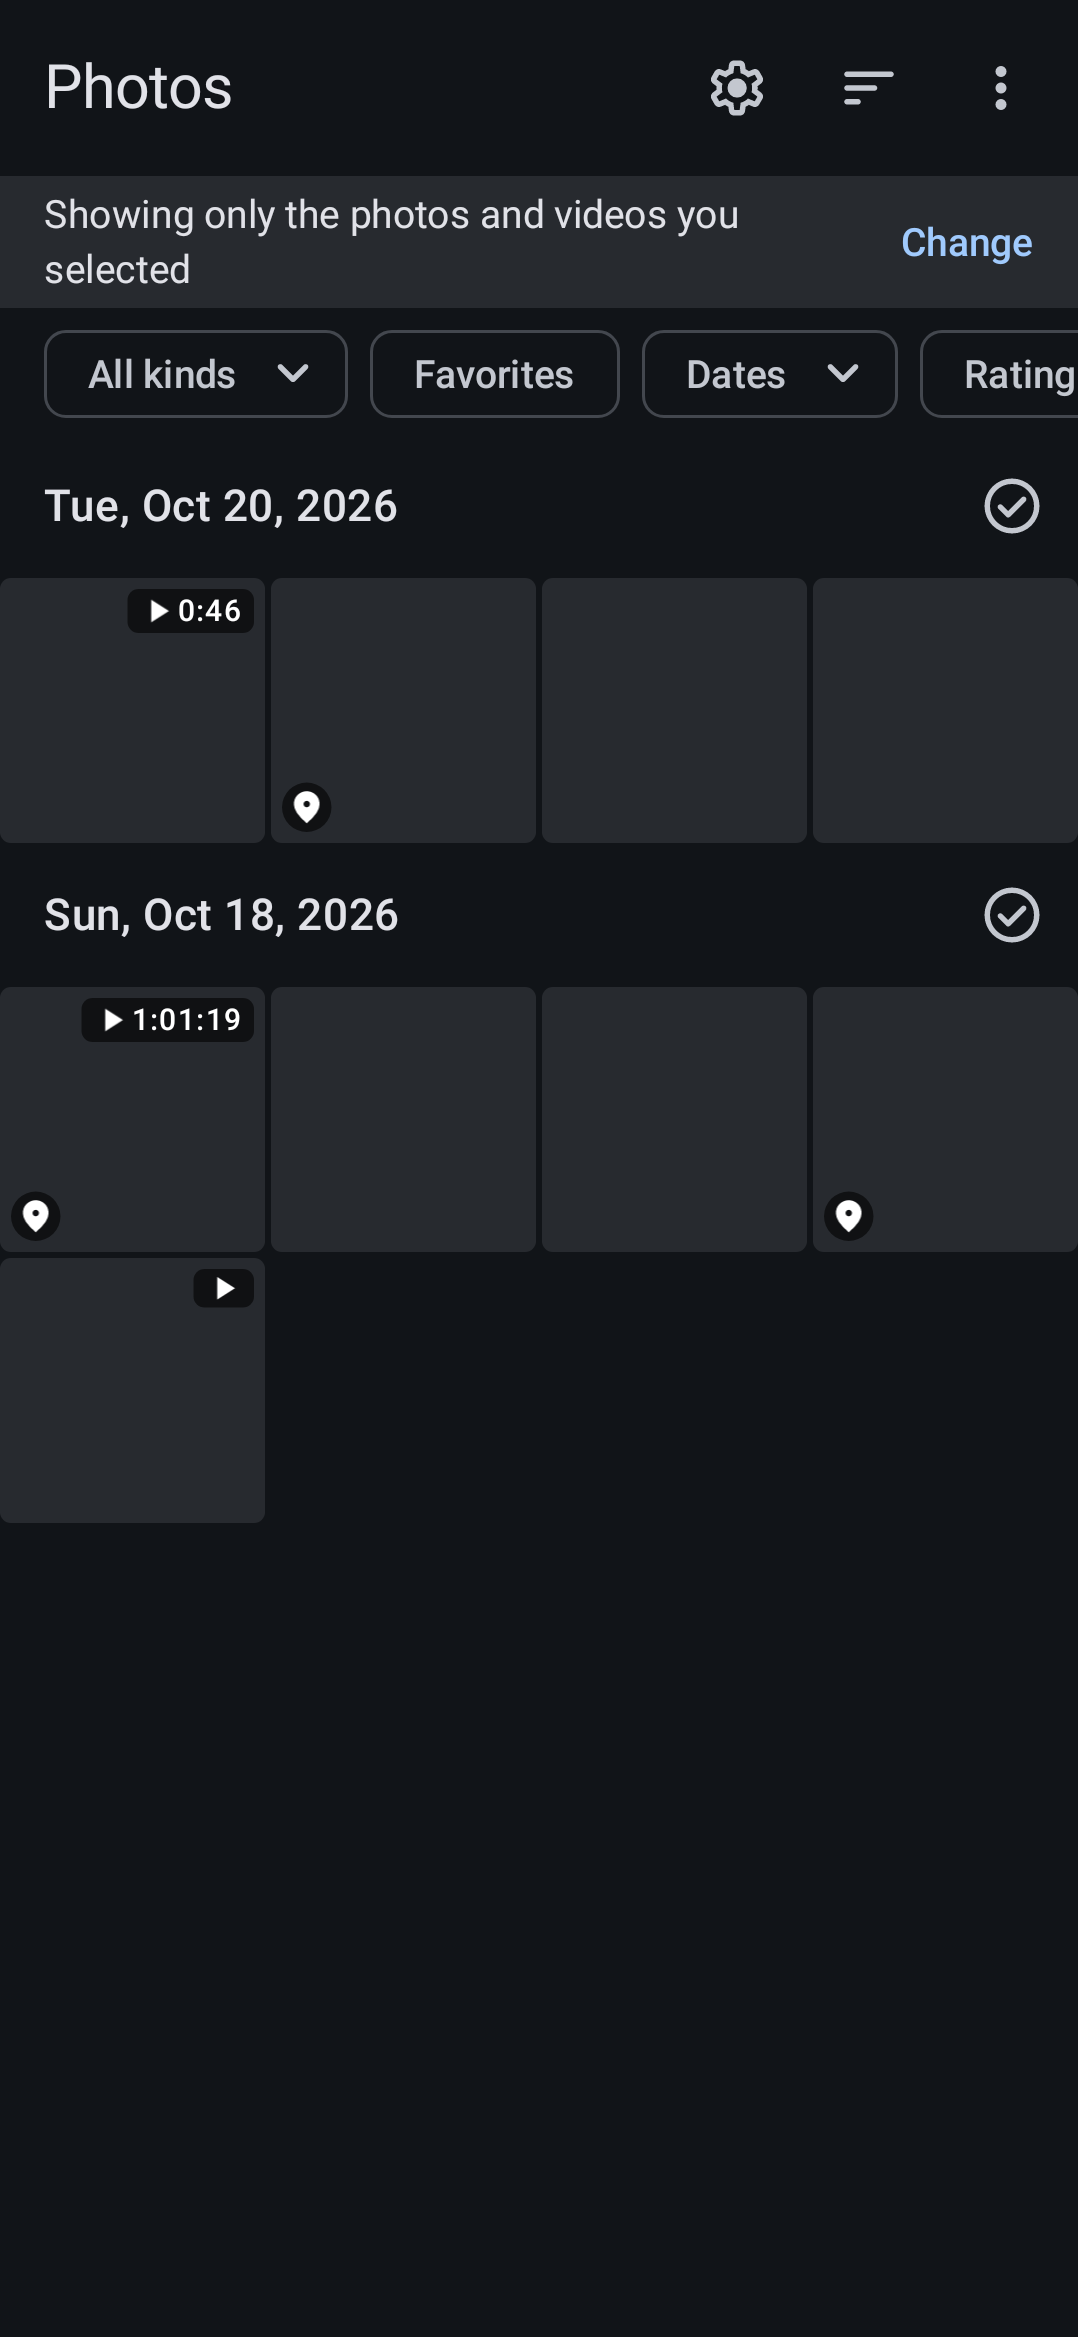 Photos
Showing only the photos and videos you
selected
Change
All kinds
Favorites
Dates
Rating
Tue, Oct 20, 2026
0:46
Sun, Oct 18, 2026
1:01:19